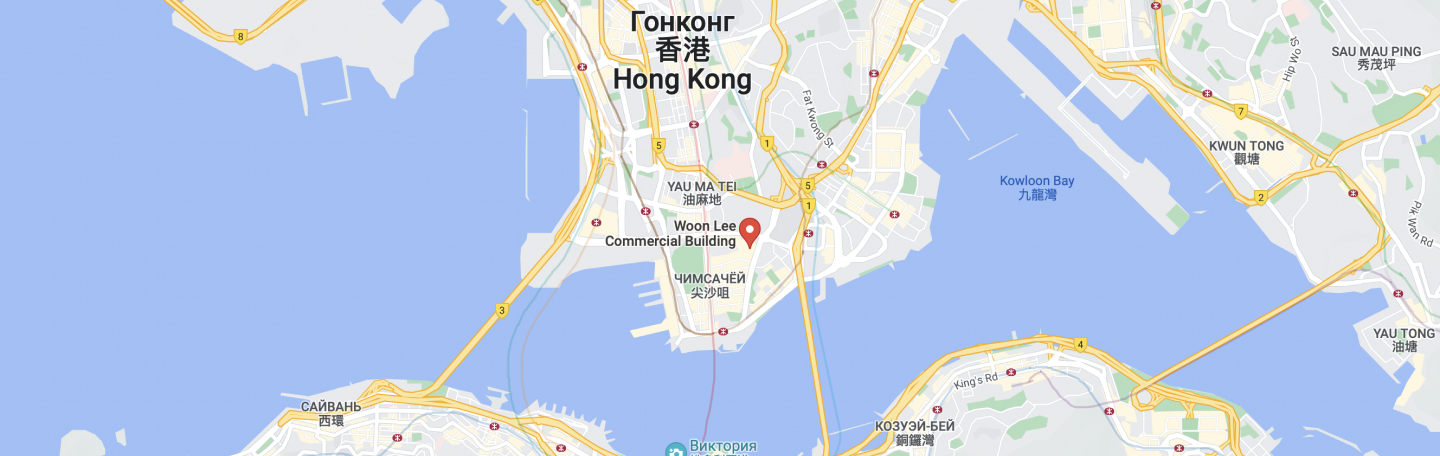 Гонконг
香港
Hong Kong
8
SAU MAU PING
秀茂坪
Hip Wo St
Fat Kwong St
7
5
1
KWUN TONG
觀塘
YAU MA TEI
油麻地
5
Kowloon Bay
九龍灣
2
1
Pik Wan Rd
Woon Lee
Commercial Building
ЧИМСАЧЁЙ
尖沙咀
3
YAU TONG
油塘
4
King's Rd
САЙВАНЬ
西環
КОЗУЭЙ-БЕЙ
銅鑼灣
Виктория